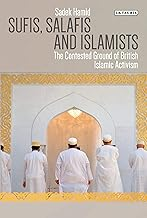 Sadek Hamid
I.B. TAURIS
SUFIS, SALAFIS
AND ISLAMISTS
The Contested Ground of British
Islamic Activism